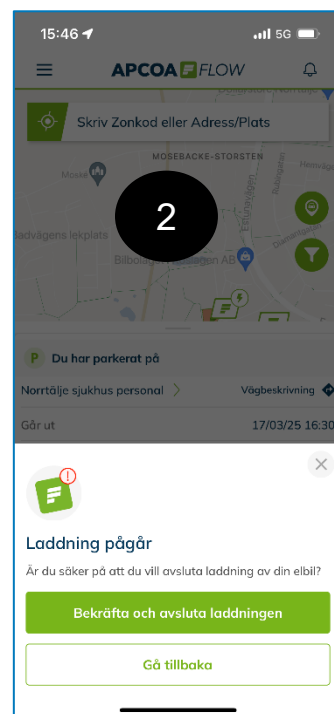 15:46 5G
APCOA FLOW
Skriv Zonkod eller Adress/Plats
MOSEBACKE-STORSTEN
2
P Du har parkerat på
Norrtälje sjukhus personal Vägbeskrivning
Går ut 17/03/25 16:30
Laddning pågår
Är du säker på att du vill avsluta laddning av din elbil?
Bekräfta och avsluta laddningen
Gå tillbaka